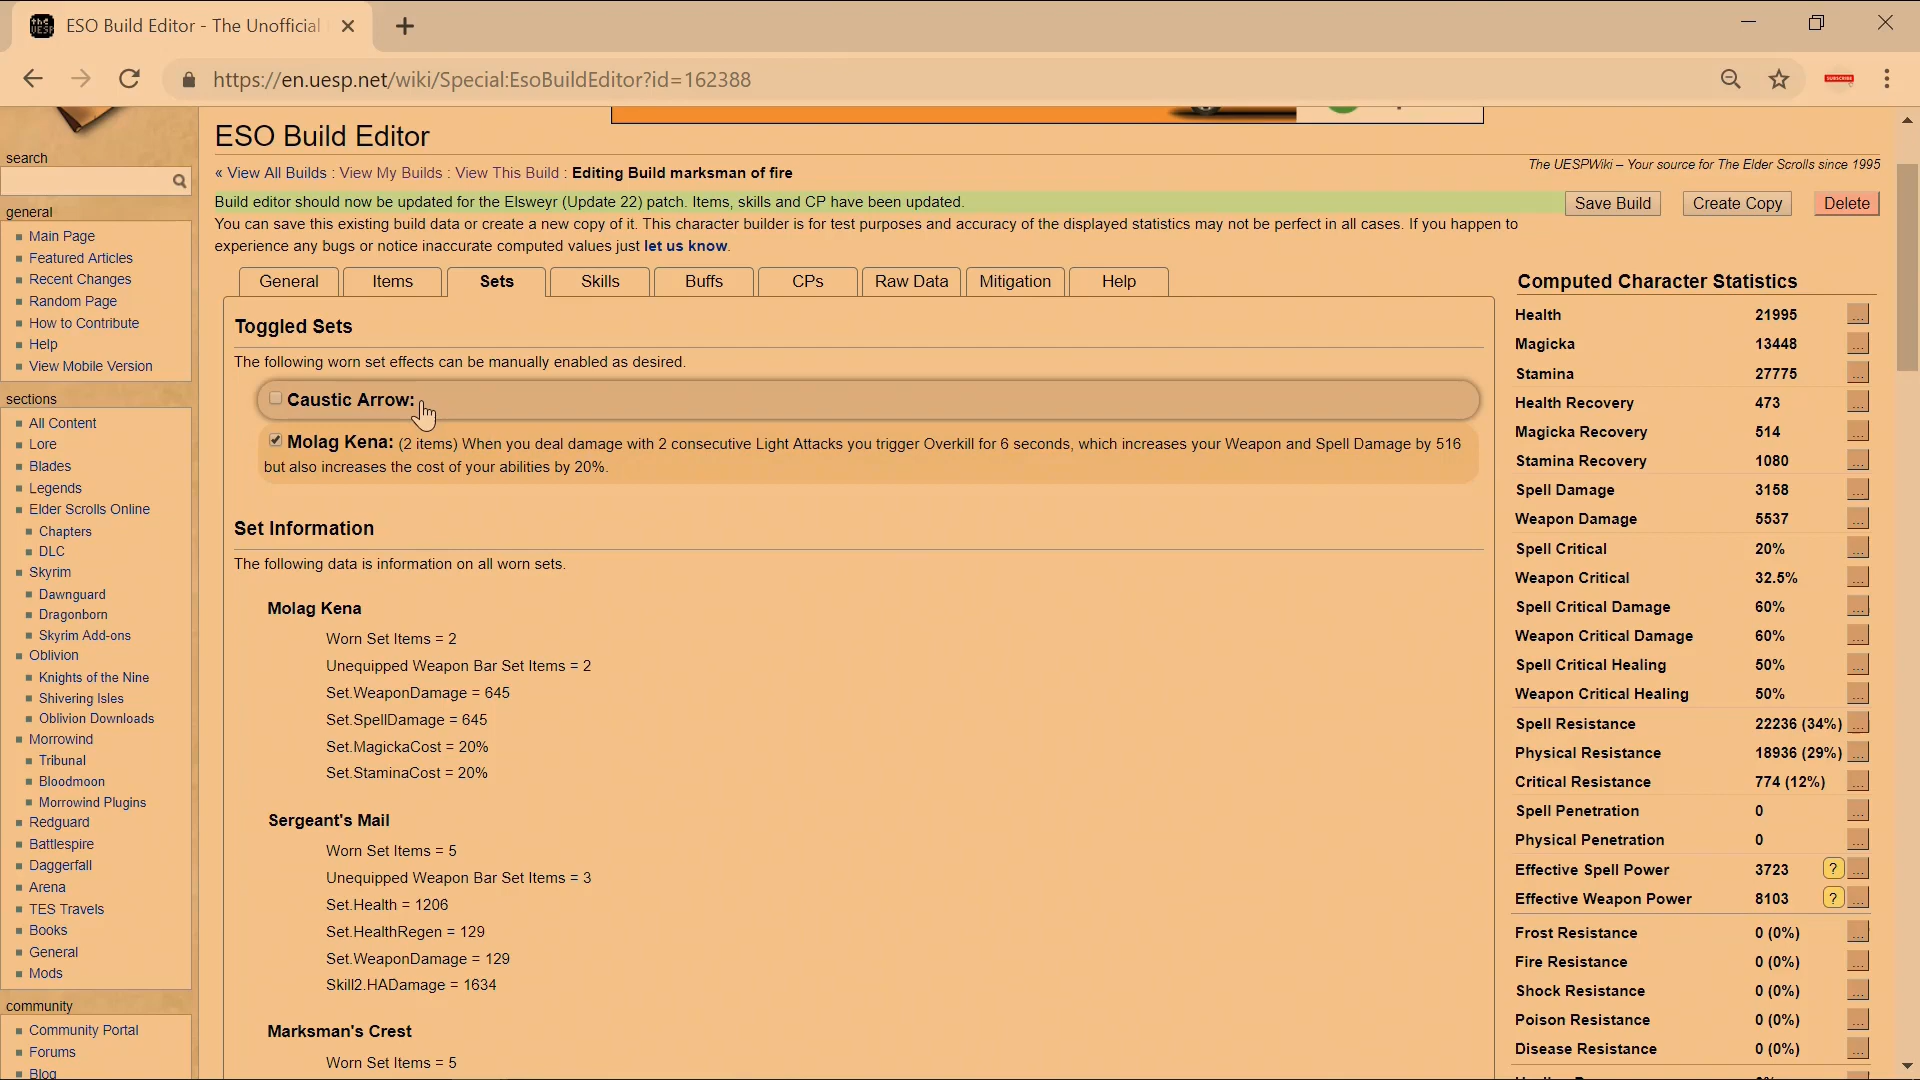 ESO Build Editor - The Unofficial
https://en.uesp.net/wiki/Special:EsoBuildEditor?id=162388
SUBSCRIBE
search
general
Main Page
Featured Articles
Recent Changes
Random Page
How to Contribute
Help
View Mobile Version
sections
All Content
Lore
Blades
Legends
Elder Scrolls Online
Chapters
DLC
Skyrim
Dawnguard
Dragonborn
Skyrim Add-ons
Oblivion
Knights of the Nine
Shivering Isles
Oblivion Downloads
Morrowind
Tribunal
Bloodmoon
Morrowind Plugins
Redguard
Battlespire
Daggerfall
Arena
TES Travels
Books
General
Mods
community
Community Portal
Forums
Blog
ESO Build Editor
The UESPWiki – Your source for The Elder Scrolls since 1995
« View All Builds : View My Builds : View This Build : Editing Build marksman of fire
Build editor should now be updated for the Elsweyr (Update 22) patch. Items, skills and CP have been updated.
Save Build Create Copy Delete
You can save this existing build data or create a new copy of it. This character builder is for test purposes and accuracy of the displayed statistics may not be perfect in all cases. If you happen to
experience any bugs or notice inaccurate computed values just let us know.
General Items Sets Skills Buffs CPs Raw Data Mitigation Help
Toggled Sets
The following worn set effects can be manually enabled as desired.
Caustic Arrow:
Molag Kena: (2 items) When you deal damage with 2 consecutive Light Attacks you trigger Overkill for 6 seconds, which increases your Weapon and Spell Damage by 516
but also increases the cost of your abilities by 20%.
Set Information
The following data is information on all worn sets.
Molag Kena
Worn Set Items = 2
Unequipped Weapon Bar Set Items = 2
Set.WeaponDamage = 645
Set.SpellDamage = 645
Set.MagickaCost = 20%
Set.StaminaCost = 20%
Sergeant's Mail
Worn Set Items = 5
Unequipped Weapon Bar Set Items = 3
Set.Health = 1206
Set.HealthRegen = 129
Set.WeaponDamage = 129
Skill2.HADamage = 1634
Marksman's Crest
Worn Set Items = 5
Computed Character Statistics
Health 21995 ...
Magicka 13448 ...
Stamina 27775 ...
Health Recovery 473 ...
Magicka Recovery 514 ...
Stamina Recovery 1080 ...
Spell Damage 3158 ...
Weapon Damage 5537 ...
Spell Critical 20% ...
Weapon Critical 32.5% ...
Spell Critical Damage 60% ...
Weapon Critical Damage 60% ...
Spell Critical Healing 50% ...
Weapon Critical Healing 50% ...
Spell Resistance 22236 (34%) ...
Physical Resistance 18936 (29%) ...
Critical Resistance 774 (12%) ...
Spell Penetration 0 ...
Physical Penetration 0 ...
Effective Spell Power 3723 ? ...
Effective Weapon Power 8103 ? ...
Frost Resistance 0 (0%) ...
Fire Resistance 0 (0%) ...
Shock Resistance 0 (0%) ...
Poison Resistance 0 (0%) ...
Disease Resistance 0 (0%) ...